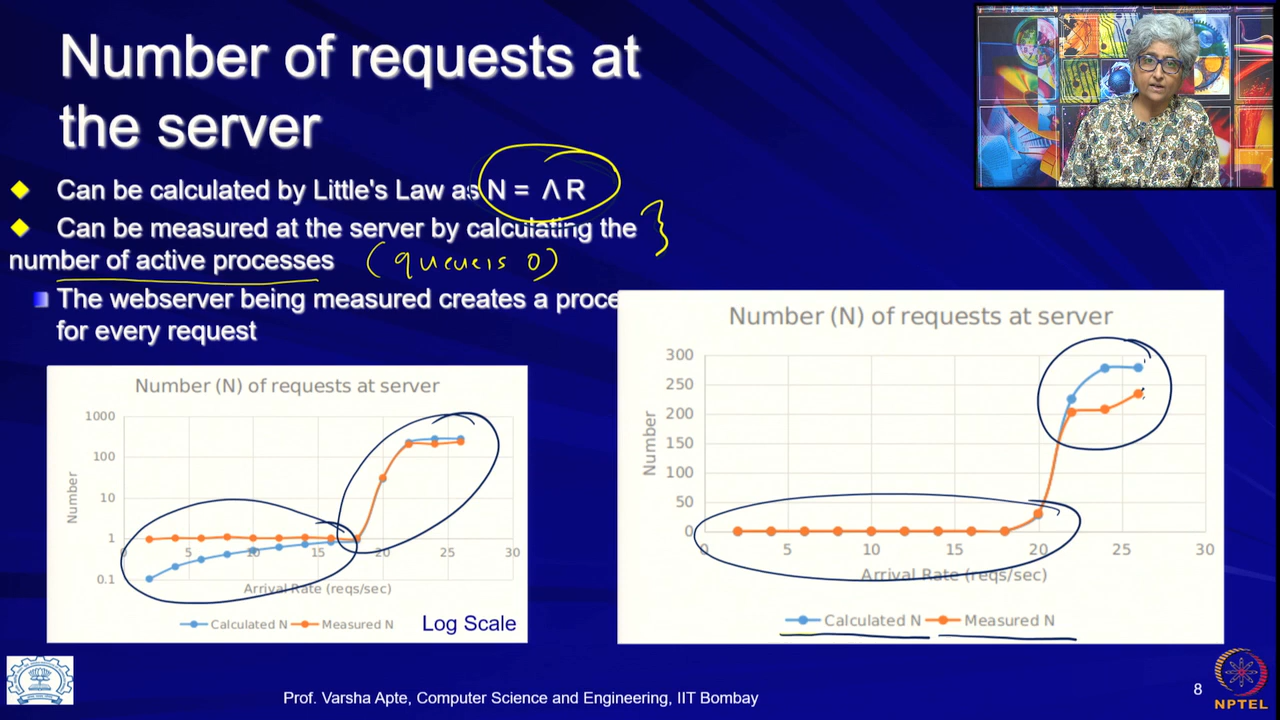 Number of requests at
the server
Can be calculated by Little's Law as N = Λ R
Can be measured at the server by calculating the
number of active processes (queue is 0)
The webserver being measured creates a proce
for every request
Number (N) of requests at server
1000
100
10
1
0.1
Number
0 5 10 15 20 25 30
Arrival Rate (reqs/sec)
Calculated N Measured N
Log Scale
Number (N) of requests at server
300
250
200
150
100
50
0
Number
0 5 10 15 20 25 30
Arrival Rate (reqs/sec)
Calculated N Measured N
Prof. Varsha Apte, Computer Science and Engineering, IIT Bombay
8
NPTEL